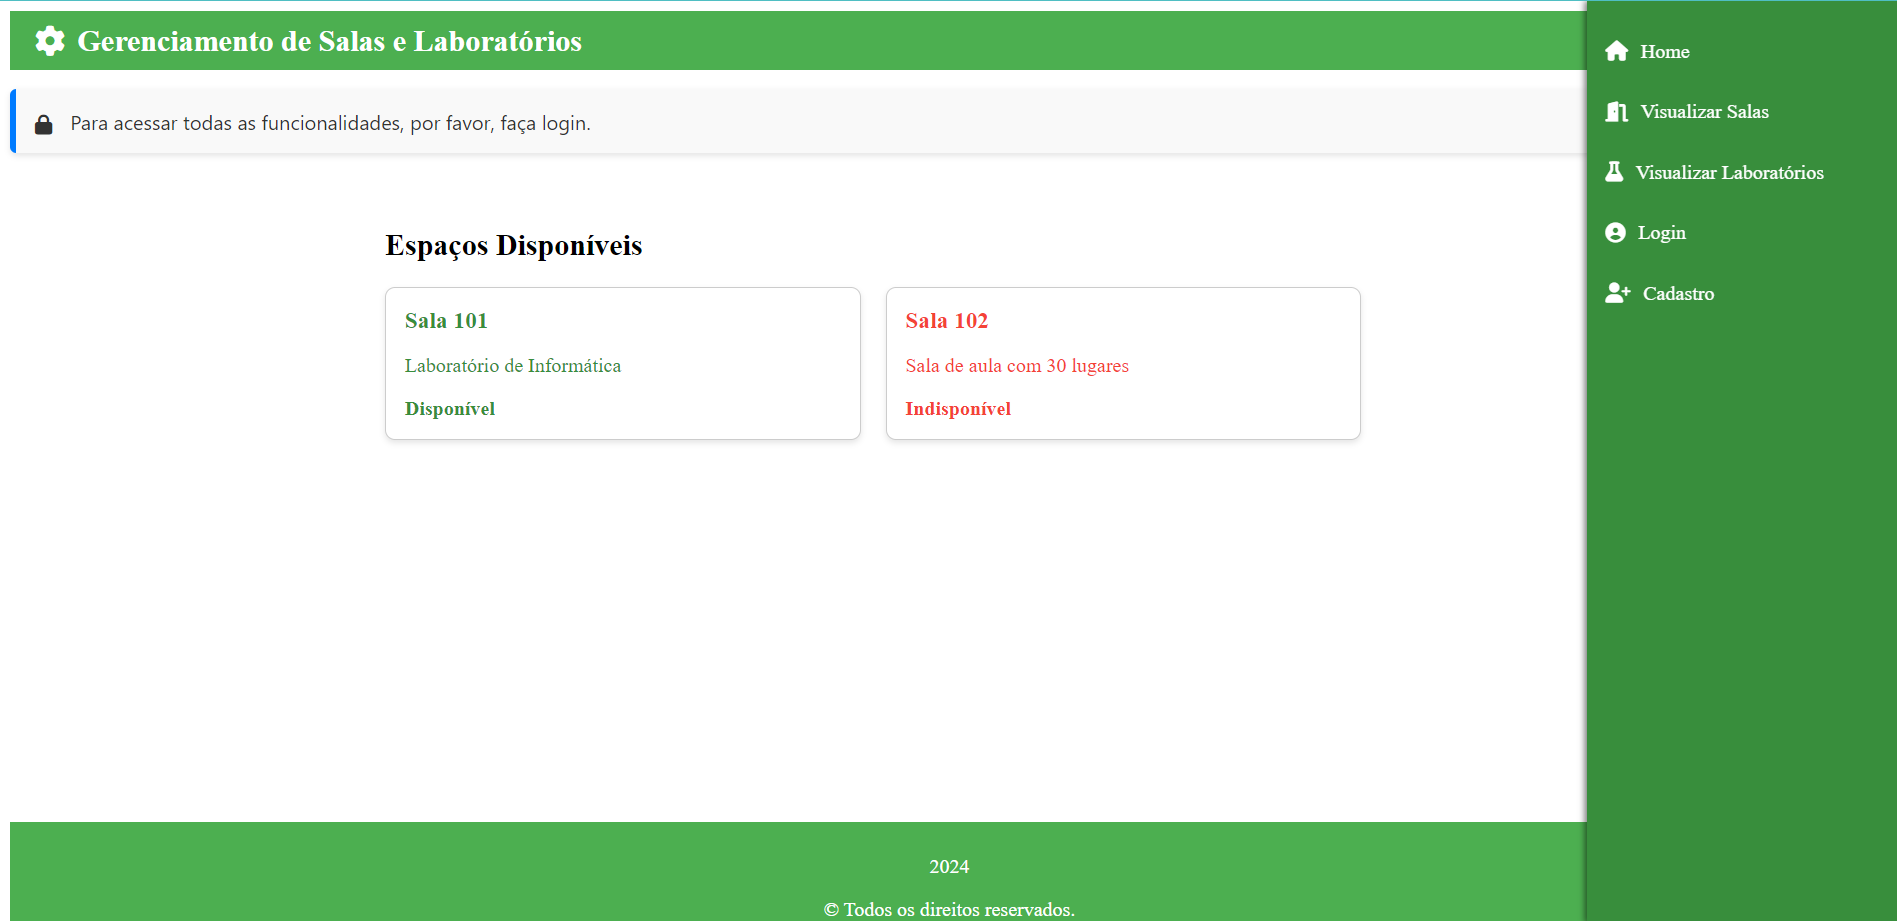 Gerenciamento de Salas e Laboratórios
Para acessar todas as funcionalidades, por favor, faça login.
Espaços Disponíveis
Sala 101
Laboratório de Informática
Disponível
Sala 102
Sala de aula com 30 lugares
Indisponível
Home
Visualizar Salas
Visualizar Laboratórios
Login
Cadastro
2024
© Todos os direitos reservados.